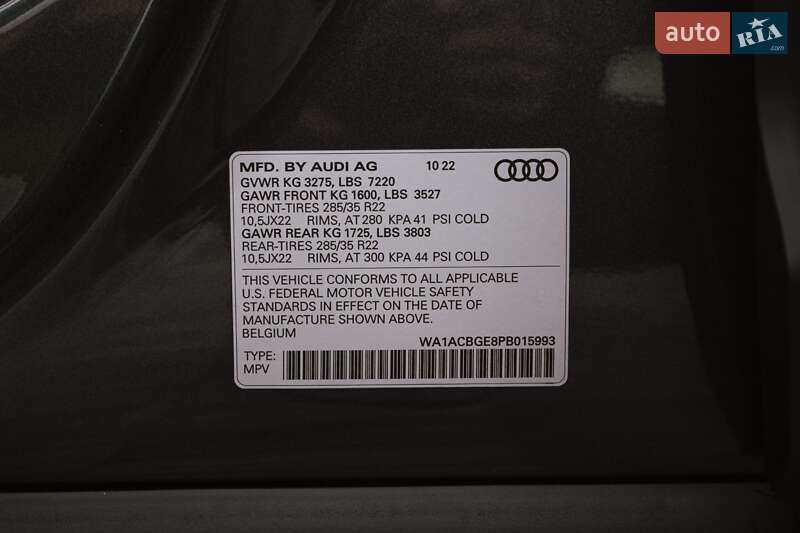 auto RIA.com
MFD. BY AUDI AG 10 22
GVWR KG 3275, LBS 7220
GAWR FRONT KG 1600, LBS 3527
FRONT-TIRES 285/35 R22
10,5JX22 RIMS, AT 280 KPA 41 PSI COLD
GAWR REAR KG 1725, LBS 3803
REAR-TIRES 285/35 R22
10,5JX22 RIMS, AT 300 KPA 44 PSI COLD
THIS VEHICLE CONFORMS TO ALL APPLICABLE
U.S. FEDERAL MOTOR VEHICLE SAFETY
STANDARDS IN EFFECT ON THE DATE OF
MANUFACTURE SHOWN ABOVE.
BELGIUM
WA1ACBGE8PB015993
TYPE:
MPV